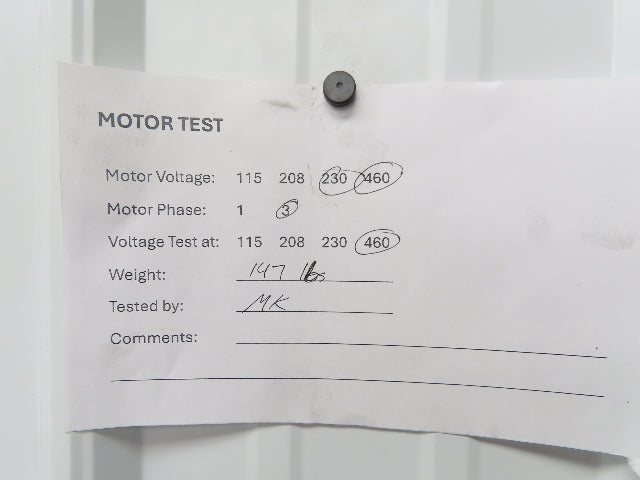 MOTOR TEST
Motor Voltage: 115 208 230 460
Motor Phase: 1 3
Voltage Test at: 115 208 230 460
Weight: 147 lbs
Tested by: MK
Comments: